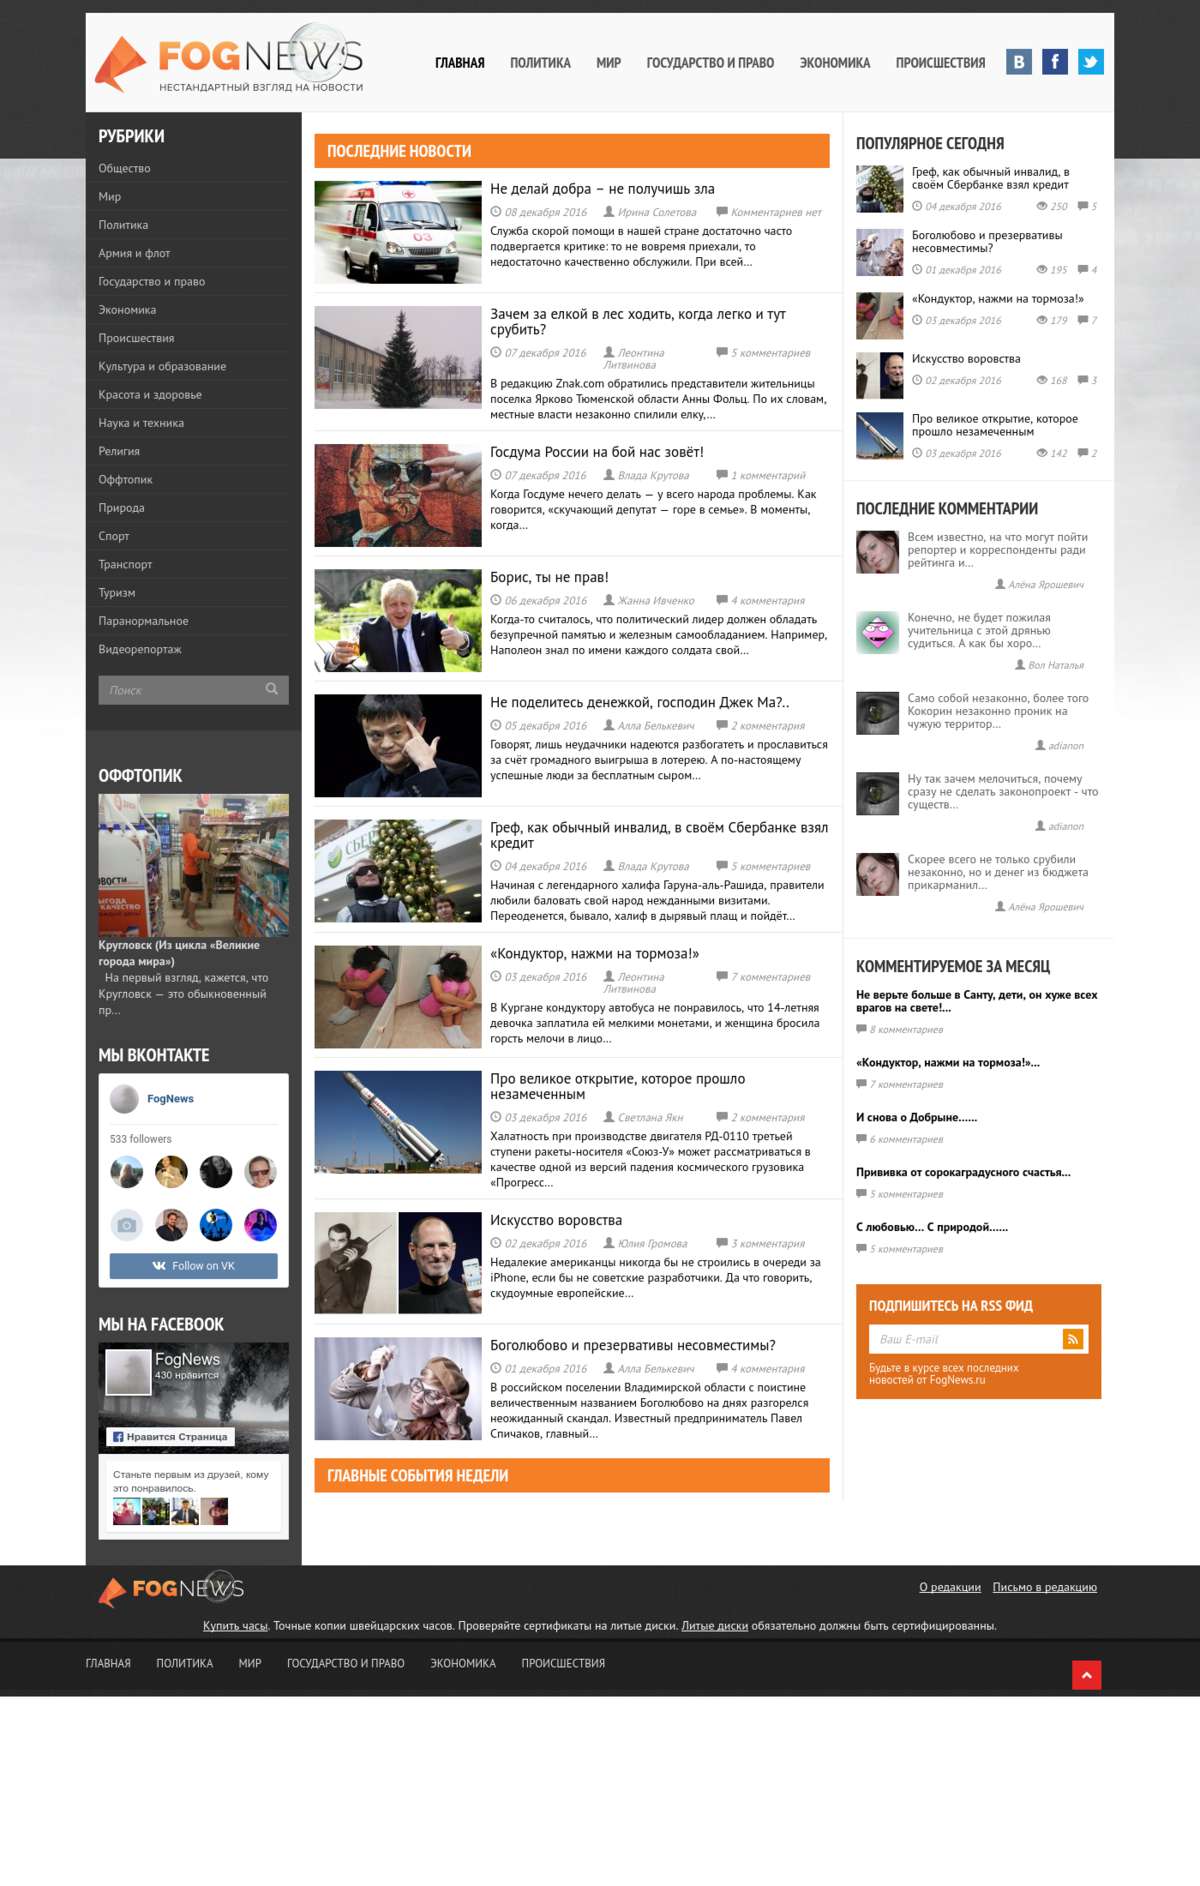 FOGNEWS
НЕСТАНДАРТНЫЙ ВЗГЛЯД НА НОВОСТИ
ГЛАВНАЯ ПОЛИТИКА МИР ГОСУДАРСТВО И ПРАВО ЭКОНОМИКА ПРОИСШЕСТВИЯ
РУБРИКИ
Общество
Мир
Политика
Армия и флот
Государство и право
Экономика
Происшествия
Культура и образование
Красота и здоровье
Наука и техника
Религия
Оффтопик
Природа
Спорт
Транспорт
Туризм
Паранормальное
Видеорепортаж
Поиск
ОФФТОПИК
Кругловск (Из цикла «Великие
города мира»)
На первый взгляд, кажется, что
Кругловск — это обыкновенный
пр...
МЫ ВКОНТАКТЕ
FogNews
533 followers
Follow on VK
МЫ НА FACEBOOK
FogNews
430 нравится
Нравится Страница
Станьте первым из друзей, кому
это понравилось.
ПОСЛЕДНИЕ НОВОСТИ
03
Не делай добра – не получишь зла
08 декабря 2016 Ирина Солетова Комментариев нет
Служба скорой помощи в нашей стране достаточно часто
подвергается критике: то не вовремя приехали, то
недостаточно качественно обслужили. При всей...
Зачем за елкой в лес ходить, когда легко и тут
срубить?
07 декабря 2016 Леонтина 5 комментариев
Литвинова
В редакцию Znak.com обратились представители жительницы
поселка Ярково Тюменской области Анны Фольц. По их словам,
местные власти незаконно спилили елку,...
Госдума России на бой нас зовёт!
07 декабря 2016 Влада Крутова 1 комментарий
Когда Госдуме нечего делать — у всего народа проблемы. Как
говорится, «скучающий депутат — горе в семье». В моменты,
когда...
Борис, ты не прав!
06 декабря 2016 Жанна Ивченко 4 комментария
Когда-то считалось, что политический лидер должен обладать
безупречной памятью и железным самообладанием. Например,
Наполеон знал по имени каждого солдата свой...
Не поделитесь денежкой, господин Джек Ма?..
05 декабря 2016 Алла Белькевич 2 комментария
Говорят, лишь неудачники надеются разбогатеть и прославиться
за счёт громадного выигрыша в лотерею. А по-настоящему
успешные люди за бесплатным сыром...
Греф, как обычный инвалид, в своём Сбербанке взял
кредит
04 декабря 2016 Влада Крутова 5 комментариев
Начиная с легендарного халифа Гаруна-аль-Рашида, правители
любили баловать свой народ нежданными визитами.
Переоденется, бывало, халиф в дырявый плащ и пойдёт...
«Кондуктор, нажми на тормоза!»
03 декабря 2016 Леонтина 7 комментариев
Литвинова
В Кургане кондуктору автобуса не понравилось, что 14-летняя
девочка заплатила ей мелкими монетами, и женщина бросила
горсть мелочи в лицо...
Про великое открытие, которое прошло
незамеченным
03 декабря 2016 Светлана Якн 2 комментария
Халатность при производстве двигателя РД-0110 третьей
ступени ракеты-носителя «Союз-У» может рассматриваться в
качестве одной из версий падения космического грузовика
«Прогресс...
Искусство воровства
02 декабря 2016 Юлия Громова 3 комментария
Недалекие американцы никогда бы не строились в очереди за
iPhone, если бы не советские разработчики. Да что говорить,
скудоумные европейские...
Боголюбово и презервативы несовместимы?
01 декабря 2016 Алла Белькевич 4 комментария
В российском поселении Владимирской области с поистине
величественным названием Боголюбово на днях разгорелся
неожиданный скандал. Известный предприниматель Павел
Спичаков, главный...
ГЛАВНЫЕ СОБЫТИЯ НЕДЕЛИ
ПОПУЛЯРНОЕ СЕГОДНЯ
Греф, как обычный инвалид, в
своём Сбербанке взял кредит
04 декабря 2016 250 5
Боголюбово и презервативы
несовместимы?
01 декабря 2016 195 4
«Кондуктор, нажми на тормоза!»
03 декабря 2016 179 7
Искусство воровства
02 декабря 2016 168 3
Про великое открытие, которое
прошло незамеченным
03 декабря 2016 142 2
ПОСЛЕДНИЕ КОММЕНТАРИИ
Всем известно, на что могут пойти
репортер и корреспонденты ради
рейтинга и...
Алёна Ярошевич
Конечно, не будет пожилая
учительница с этой дрянью
судиться. А как бы хоро...
Вол Наталья
Само собой незаконно, более того
Кокорин незаконно проник на
чужую территор...
adianon
Ну так зачем мелочиться, почему
сразу не сделать законопроект - что
существ...
adianon
Скорее всего не только срубили
незаконно, но и денег из бюджета
прикарманил...
Алёна Ярошевич
КОММЕНТИРУЕМОЕ ЗА МЕСЯЦ
Не верьте больше в Санту, дети, он хуже всех
врагов на свете!...
8 комментариев
«Кондуктор, нажми на тормоза!»...
7 комментариев
И снова о Добрыне......
6 комментариев
Прививка от сорокаградусного счастья...
5 комментариев
С любовью... С природой......
5 комментариев
ПОДПИШИТЕСЬ НА RSS ФИД
Ваш E-mail
Будьте в курсе всех последних
новостей от FogNews.ru
FOGNEWS
О редакции Письмо в редакцию
Купить часы. Точные копии швейцарских часов. Проверяйте сертификаты на литые диски. Литые диски обязательно должны быть сертифицированны.
ГЛАВНАЯ ПОЛИТИКА МИР ГОСУДАРСТВО И ПРАВО ЭКОНОМИКА ПРОИСШЕСТВИЯ